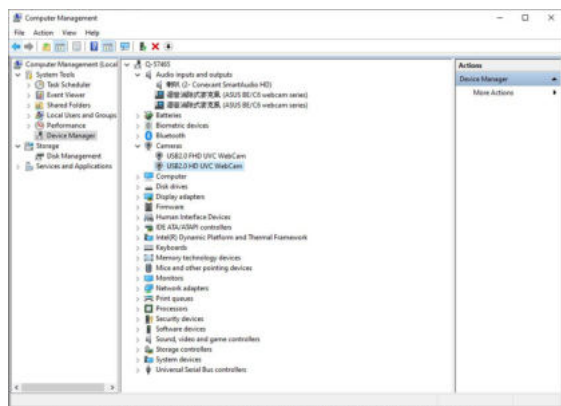 Computer Management
File Action View Help
Computer Management (Local
System Tools
Task Scheduler
Event Viewer
Shared Folders
Local Users and Groups
Performance
Device Manager
Storage
Disk Management
Services and Applications
Audio inputs and outputs
喇叭 (2- Conexant SmartAudio HD)
(ASUS BE/C6 webcam series)
(ASUS BE/C6 webcam series)
Batteries
Biometric devices
Bluetooth
Cameras
USB2.0 FHD UVC WebCam
USB2.0 HD UVC WebCam
Computer
Disk drives
Display adapters
Firmware
Human Interface Devices
IDE ATA/ATAPI controllers
Intel(R) Dynamic Platform and Thermal Framework
Keyboards
Memory technology devices
Mice and other pointing devices
Monitors
Network adapters
Print queues
Processors
Security devices
Software devices
Sound, video and game controllers
Storage controllers
System devices
Universal Serial Bus controllers
Actions
Device Manager
More Actions